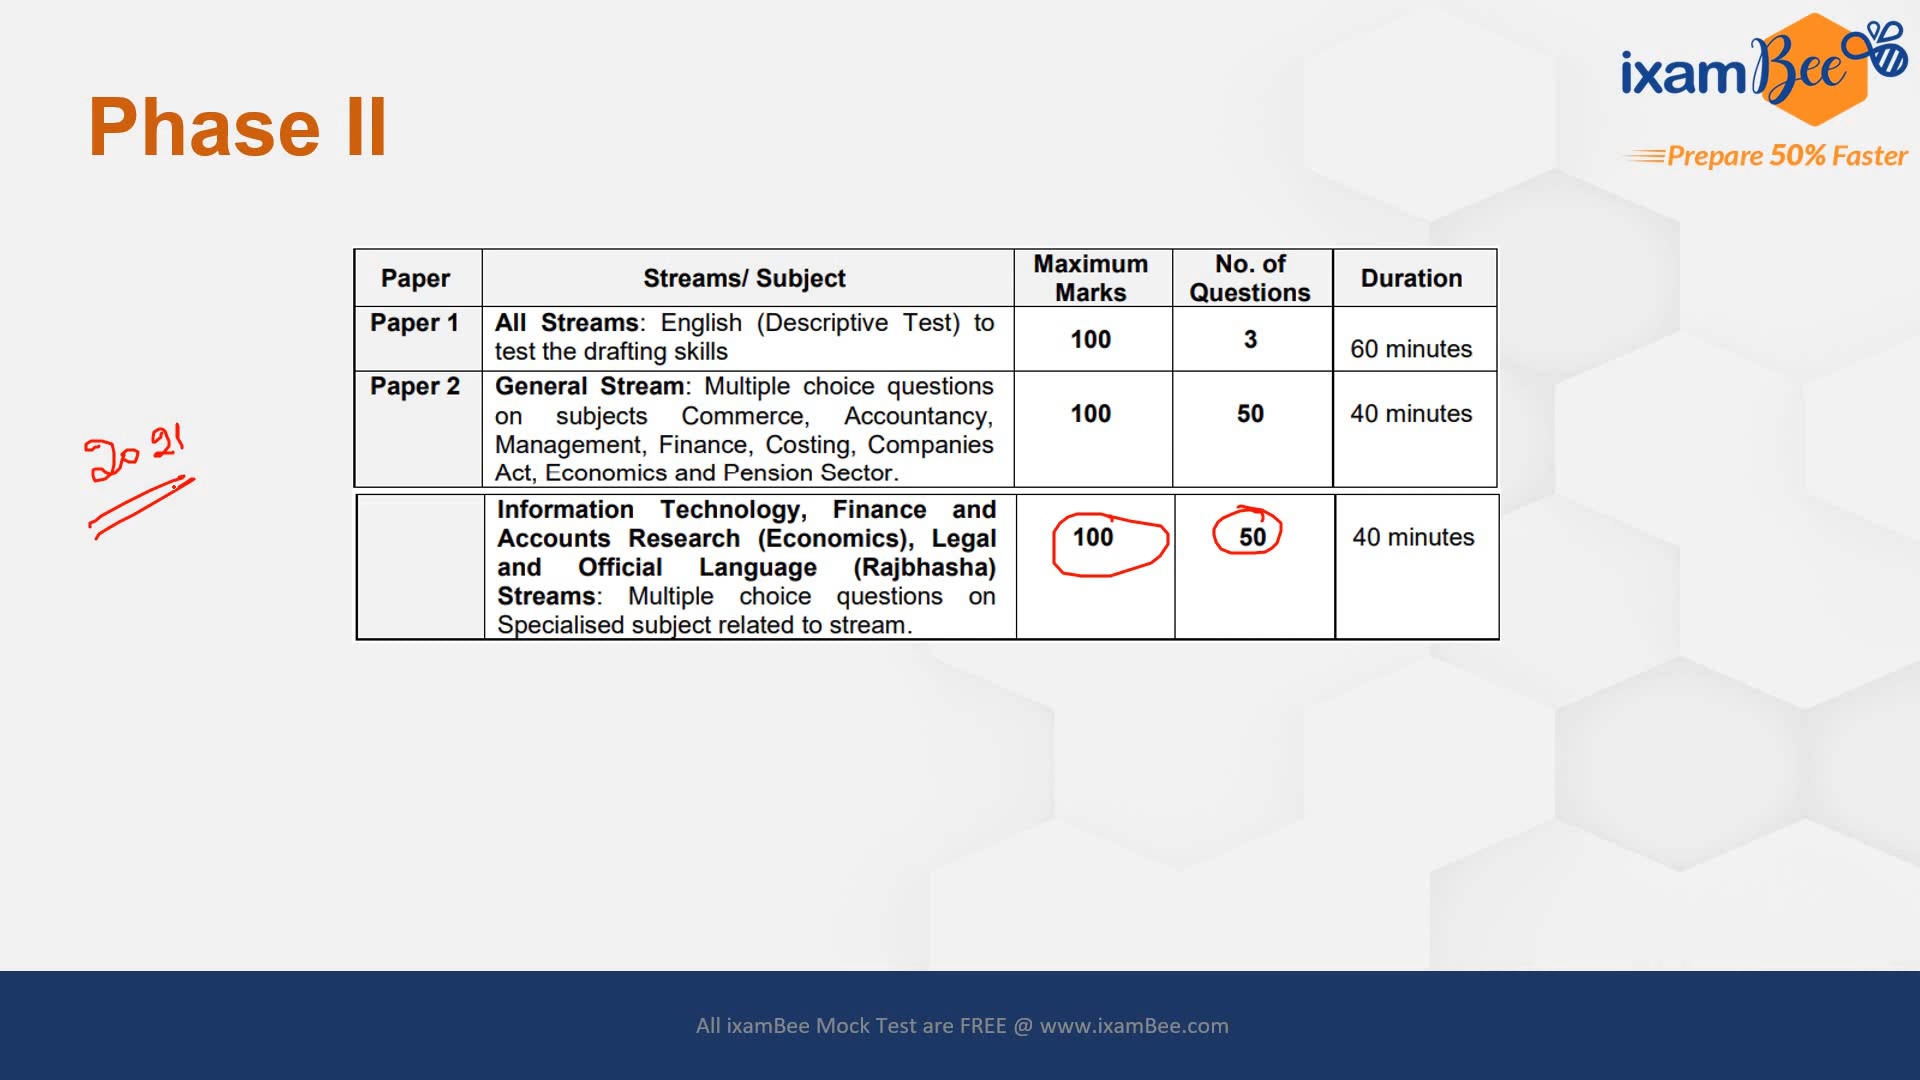 ixamBee
Prepare 50% Faster
Phase II
Paper
Streams/ Subject
Maximum
Marks
No. of
Questions
Duration
Paper 1
All Streams: English (Descriptive Test) to
test the drafting skills
100
3
60 minutes
Paper 2
General Stream: Multiple choice questions
on subjects Commerce, Accountancy,
Management, Finance, Costing, Companies
Act, Economics and Pension Sector.
100
50
40 minutes
2021
Information Technology, Finance and
Accounts Research (Economics), Legal
and Official Language (Rajbhasha)
Streams: Multiple choice questions on
Specialised subject related to stream.
100
50
40 minutes
All ixamBee Mock Test are FREE @ www.ixamBee.com